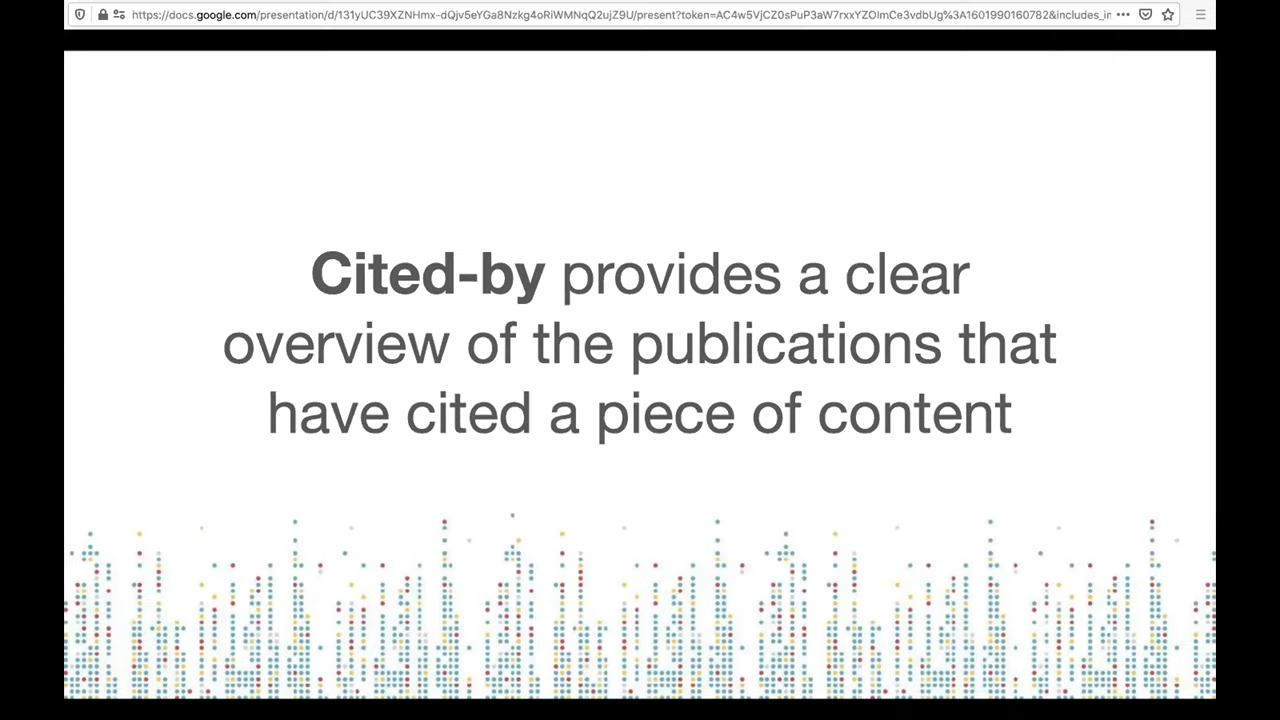 https://docs.google.com/presentation/d/131yUC39XZNHmx-dQjv5eYGa8Nzkg4oRiWMNqQ2ujZ9U/present?token=AC4w5VjCZ0sPuP3aW7rxxYZOlmCe3vdbUg%3A1601990160782&includes_in
Cited-by provides a clear
overview of the publications that
have cited a piece of content